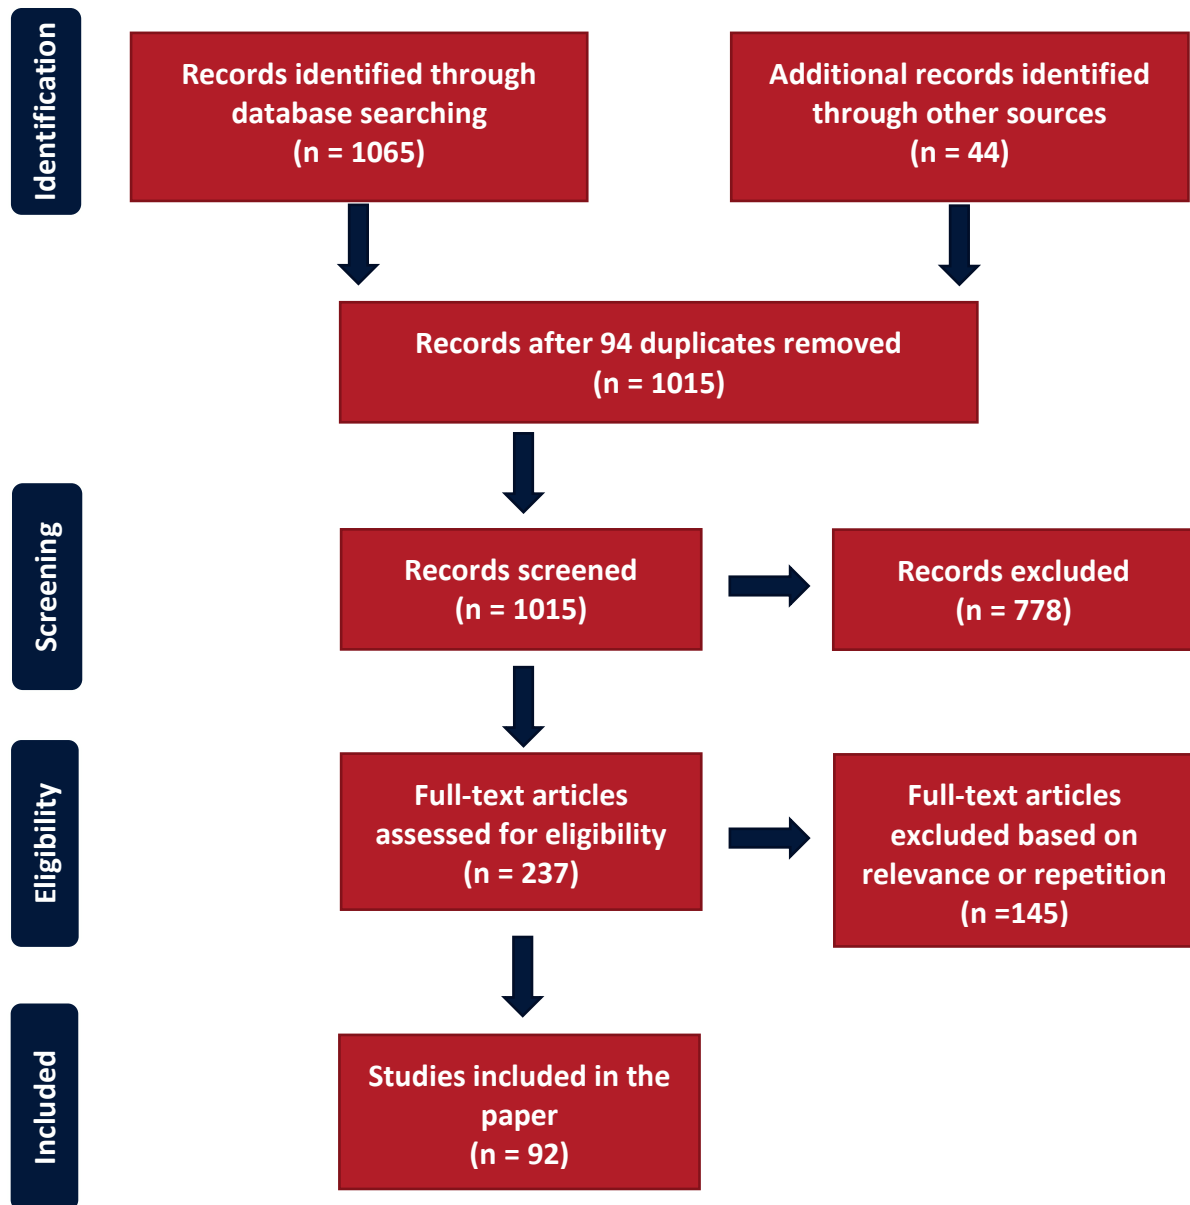 Identification
Records identified through
database searching
(n = 1065)
Additional records identified
through other sources
(n = 44)
Records after 94 duplicates removed
(n = 1015)
Screening
Records screened
(n = 1015)
Records excluded
(n = 778)
Eligibility
Full-text articles
assessed for eligibility
(n = 237)
Full-text articles
excluded based on
relevance or repetition
(n =145)
Included
Studies included in the
paper
(n = 92)